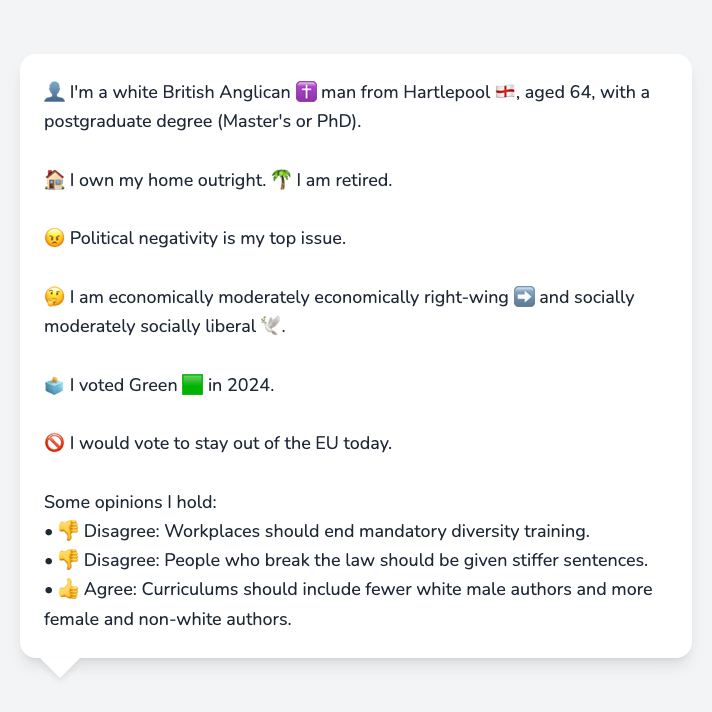 👤 I'm a white British Anglican ✝️ man from Hartlepool 🏴󠁧󠁢󠁥󠁮󠁧󠁿, aged 64, with a
postgraduate degree (Master's or PhD).
🏠 I own my home outright. 🌴 I am retired.
😠 Political negativity is my top issue.
🤔 I am economically moderately economically right-wing ➡️ and socially
moderately socially liberal 🕊️.
🗳️ I voted Green 🟩 in 2024.
🚫 I would vote to stay out of the EU today.
Some opinions I hold:
• 👎 Disagree: Workplaces should end mandatory diversity training.
• 👎 Disagree: People who break the law should be given stiffer sentences.
• 👍 Agree: Curriculums should include fewer white male authors and more
female and non-white authors.